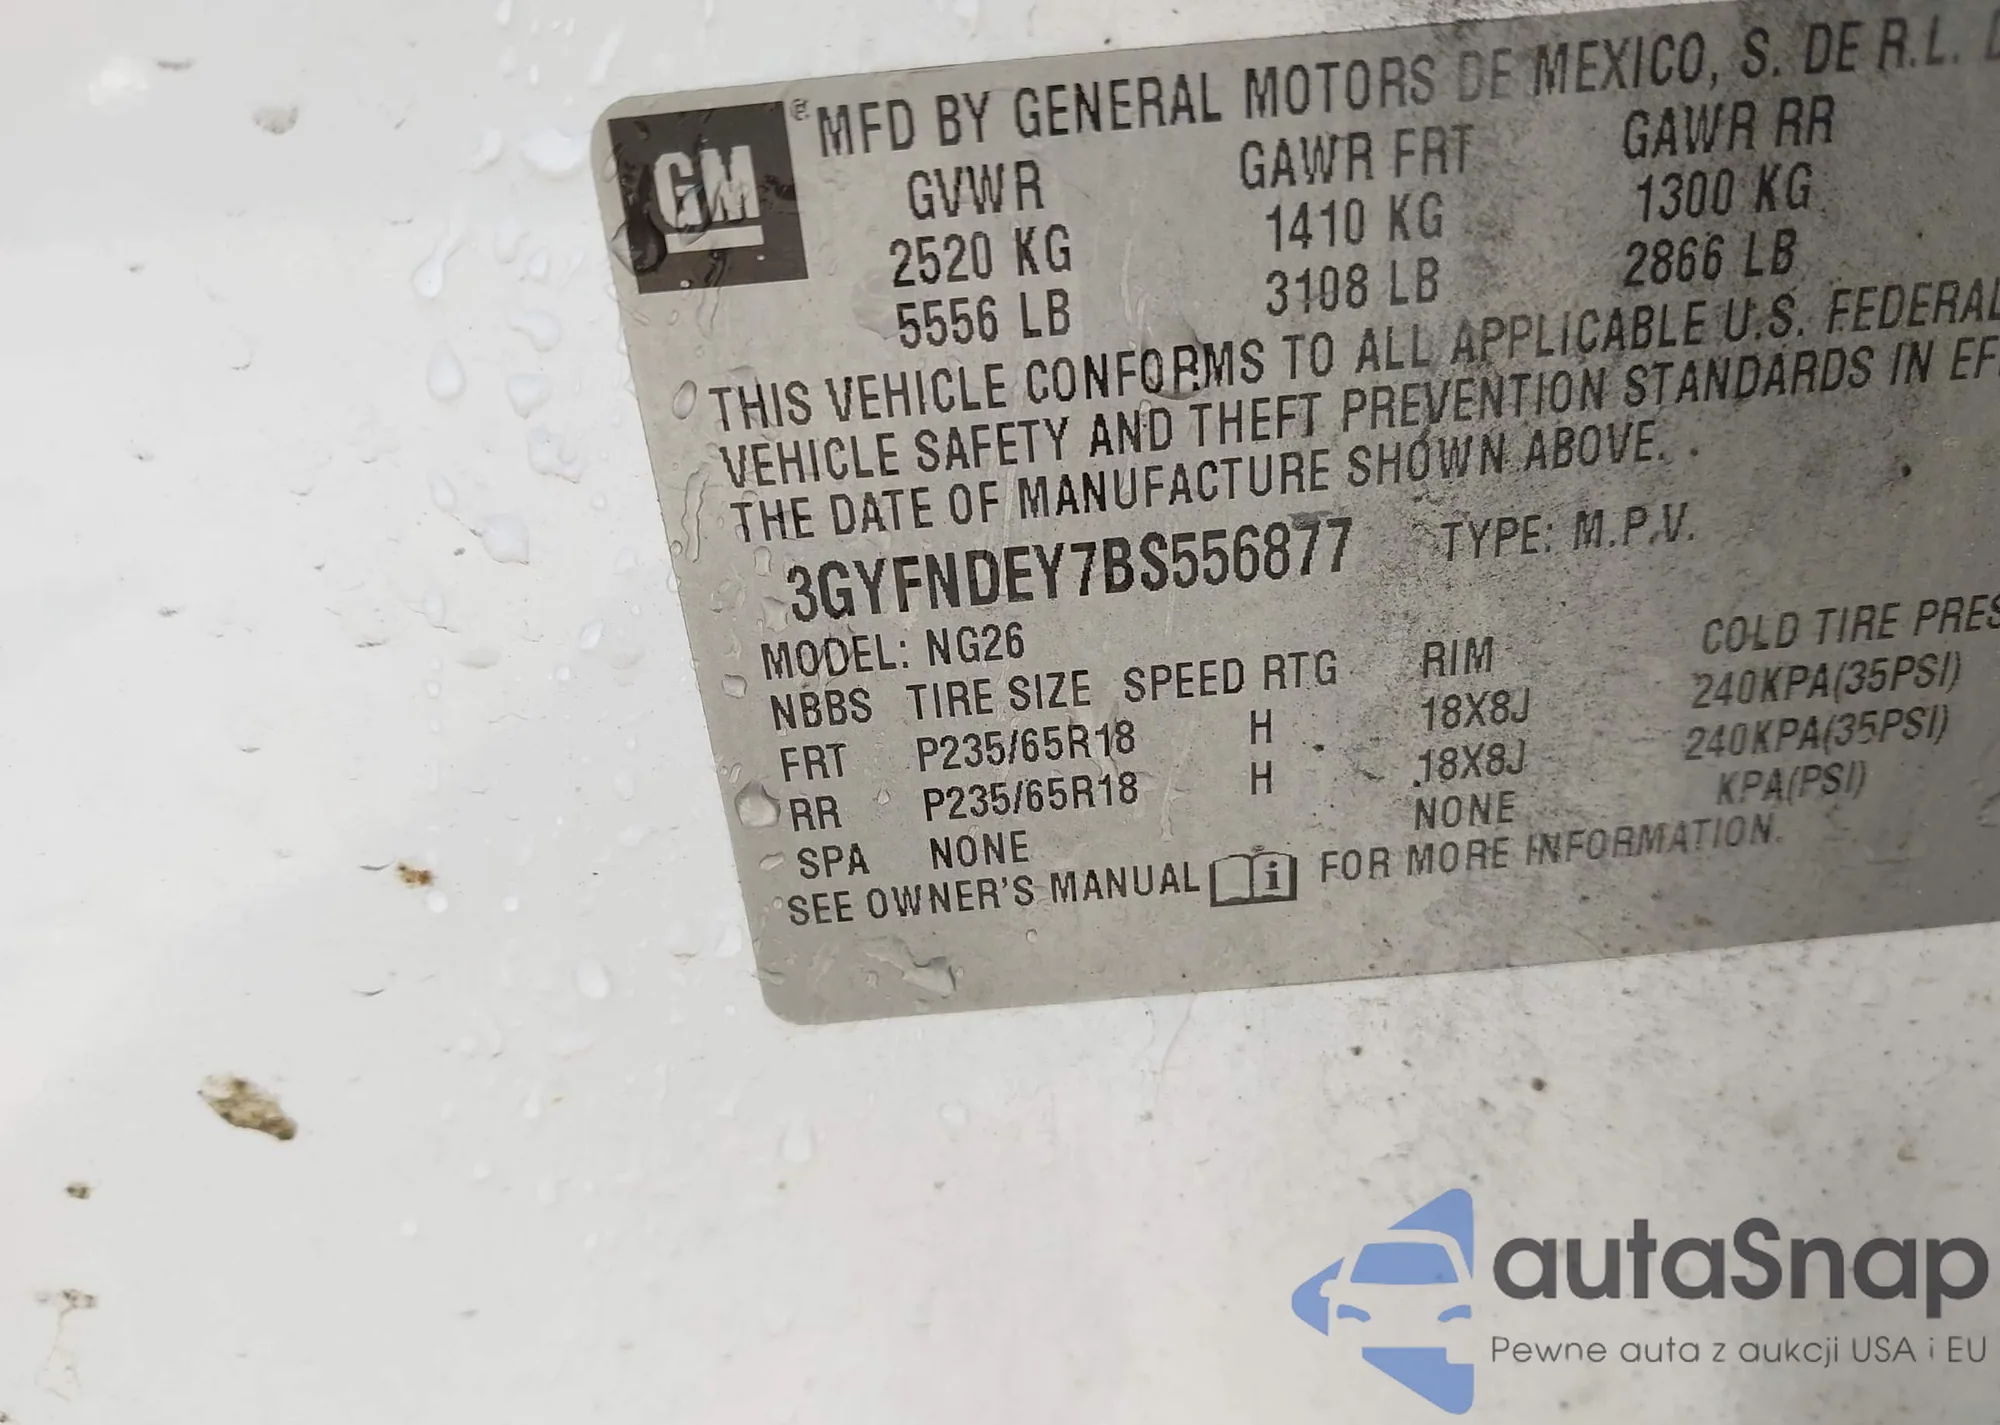 GM
® MFD BY GENERAL MOTORS DE MEXICO, S. DE R.L.
GVWR GAWR FRT GAWR RR
2520 KG 1410 KG 1300 KG
5556 LB 3108 LB 2866 LB
THIS VEHICLE CONFORMS TO ALL APPLICABLE U.S. FEDERAL
VEHICLE SAFETY AND THEFT PREVENTION STANDARDS IN
THE DATE OF MANUFACTURE SHOWN ABOVE.
3GYFNDEY7BS556877 TYPE: M.P.V.
MODEL: NG26
NBBS TIRE SIZE SPEED RTG RIM COLD TIRE PRES
FRT P235/65R18 H 18X8J 240KPA(35PSI)
RR P235/65R18 H 18X8J 240KPA(35PSI)
SPA NONE NONE KPA(PSI)
SEE OWNER'S MANUAL i FOR MORE INFORMATION.
autaSnap
Pewne auta z aukcji USA i EU